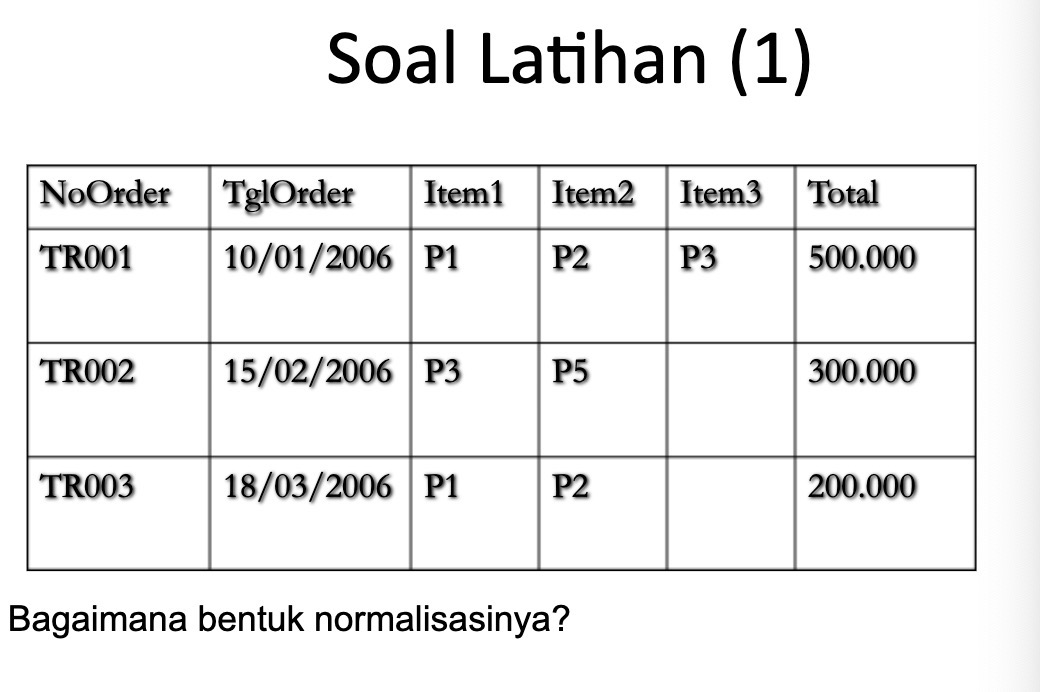 Soal Latihan (1)
NoOrder TglOrder Item1 Item2 Item3 Total
TR001 10/01/2006 P1 P2 P3 500.000
TR002 15/02/2006 P3 P5 300.000
TR003 18/03/2006 P1 P2 200.000
Bagaimana bentuk normalisasinya?